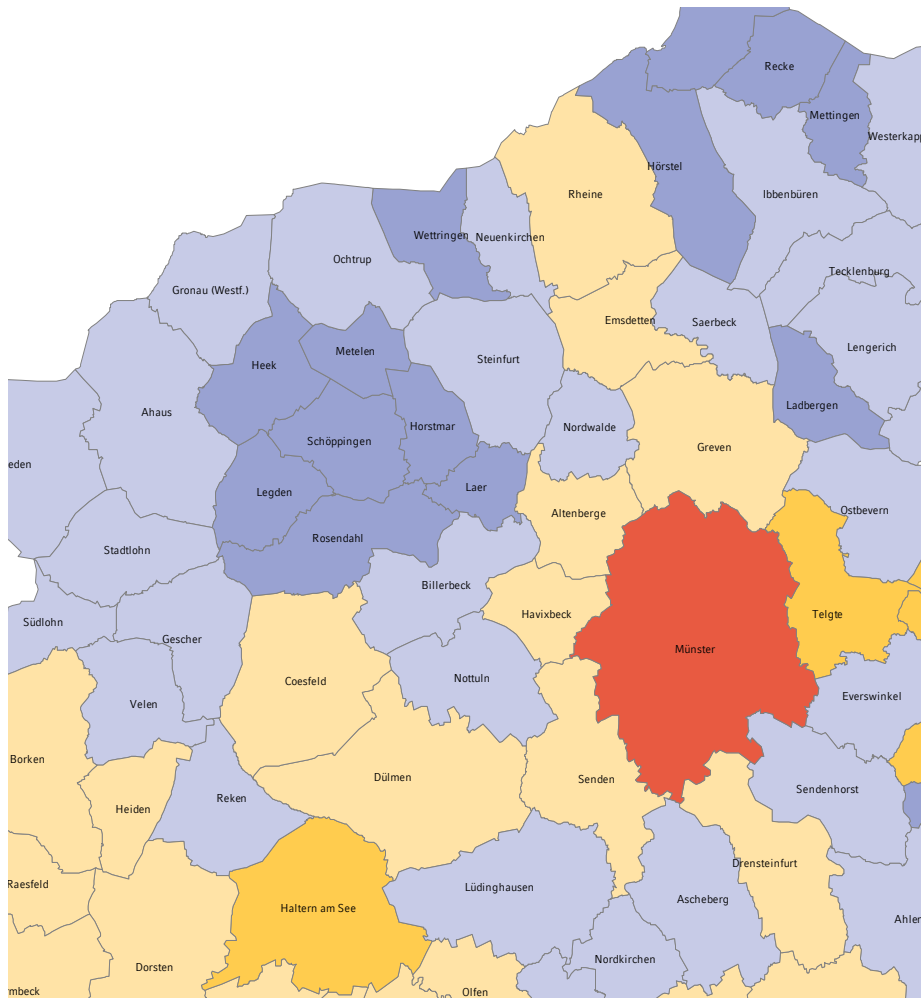 Recke
Mettingen
Westerkapp
Hörstel
Rheine
Ibbenbüren
Wettringen
Neuenkirchen
Ochtrup
Tecklenburg
Gronau (Westf.)
Emsdetten
Saerbeck
Lengerich
Metelen
Steinfurt
Heek
Ladbergen
Ahaus
Horstmar
Nordwalde
Schöppingen
Greven
eden
Laer
Legden
Ostbevern
Altenberge
Rosendahl
Stadtlohn
Billerbeck
Havixbeck
Telgte
Südlohn
Gescher
Münster
Nottuln
Coesfeld
Everswinkel
Velen
Borken
Dülmen
Senden
Sendenhorst
Reken
Heiden
Drensteinfurt
Raesfeld
Lüdinghausen
Ascheberg
Haltern am See
Ahlen
Nordkirchen
Dorsten
rmbeck
Olfen